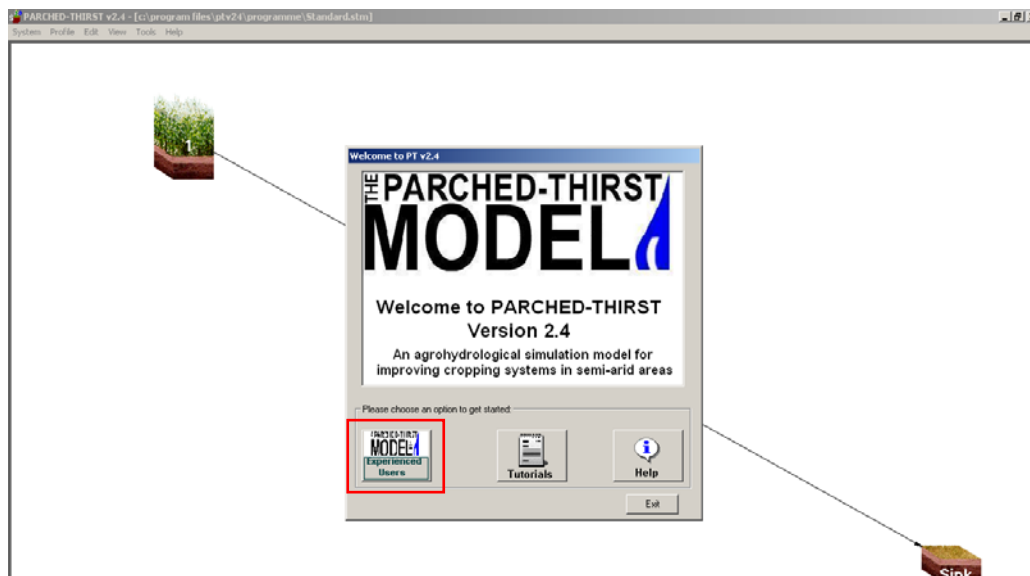 PARCHED-THIRST v2.4 - [c:\program files\ptv24\programme\Standard.stm]
System Profile Edit View Tools Help
1
Welcome to PT v2.4
THE PARCHED-THIRST
MODEL
Welcome to PARCHED-THIRST
Version 2.4
An agrohydrological simulation model for
improving cropping systems in semi-arid areas
Please choose an option to get started:
PARCHED-THIRST
MODEL
Experienced
Users
Tutorials
Help
Exit
Sink